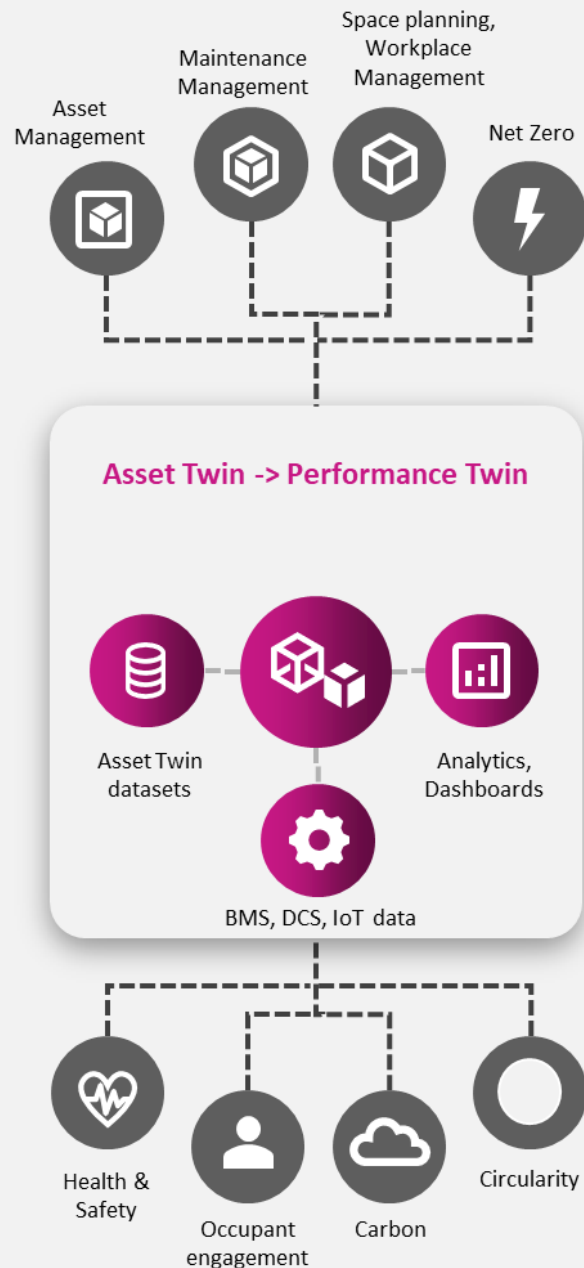 Space planning,
Workplace
Management
Maintenance
Management
Asset
Management
Net Zero
Asset Twin -> Performance Twin
Asset Twin
datasets
Analytics,
Dashboards
BMS, DCS, IoT data
Health &
Safety
Occupant
engagement
Carbon
Circularity